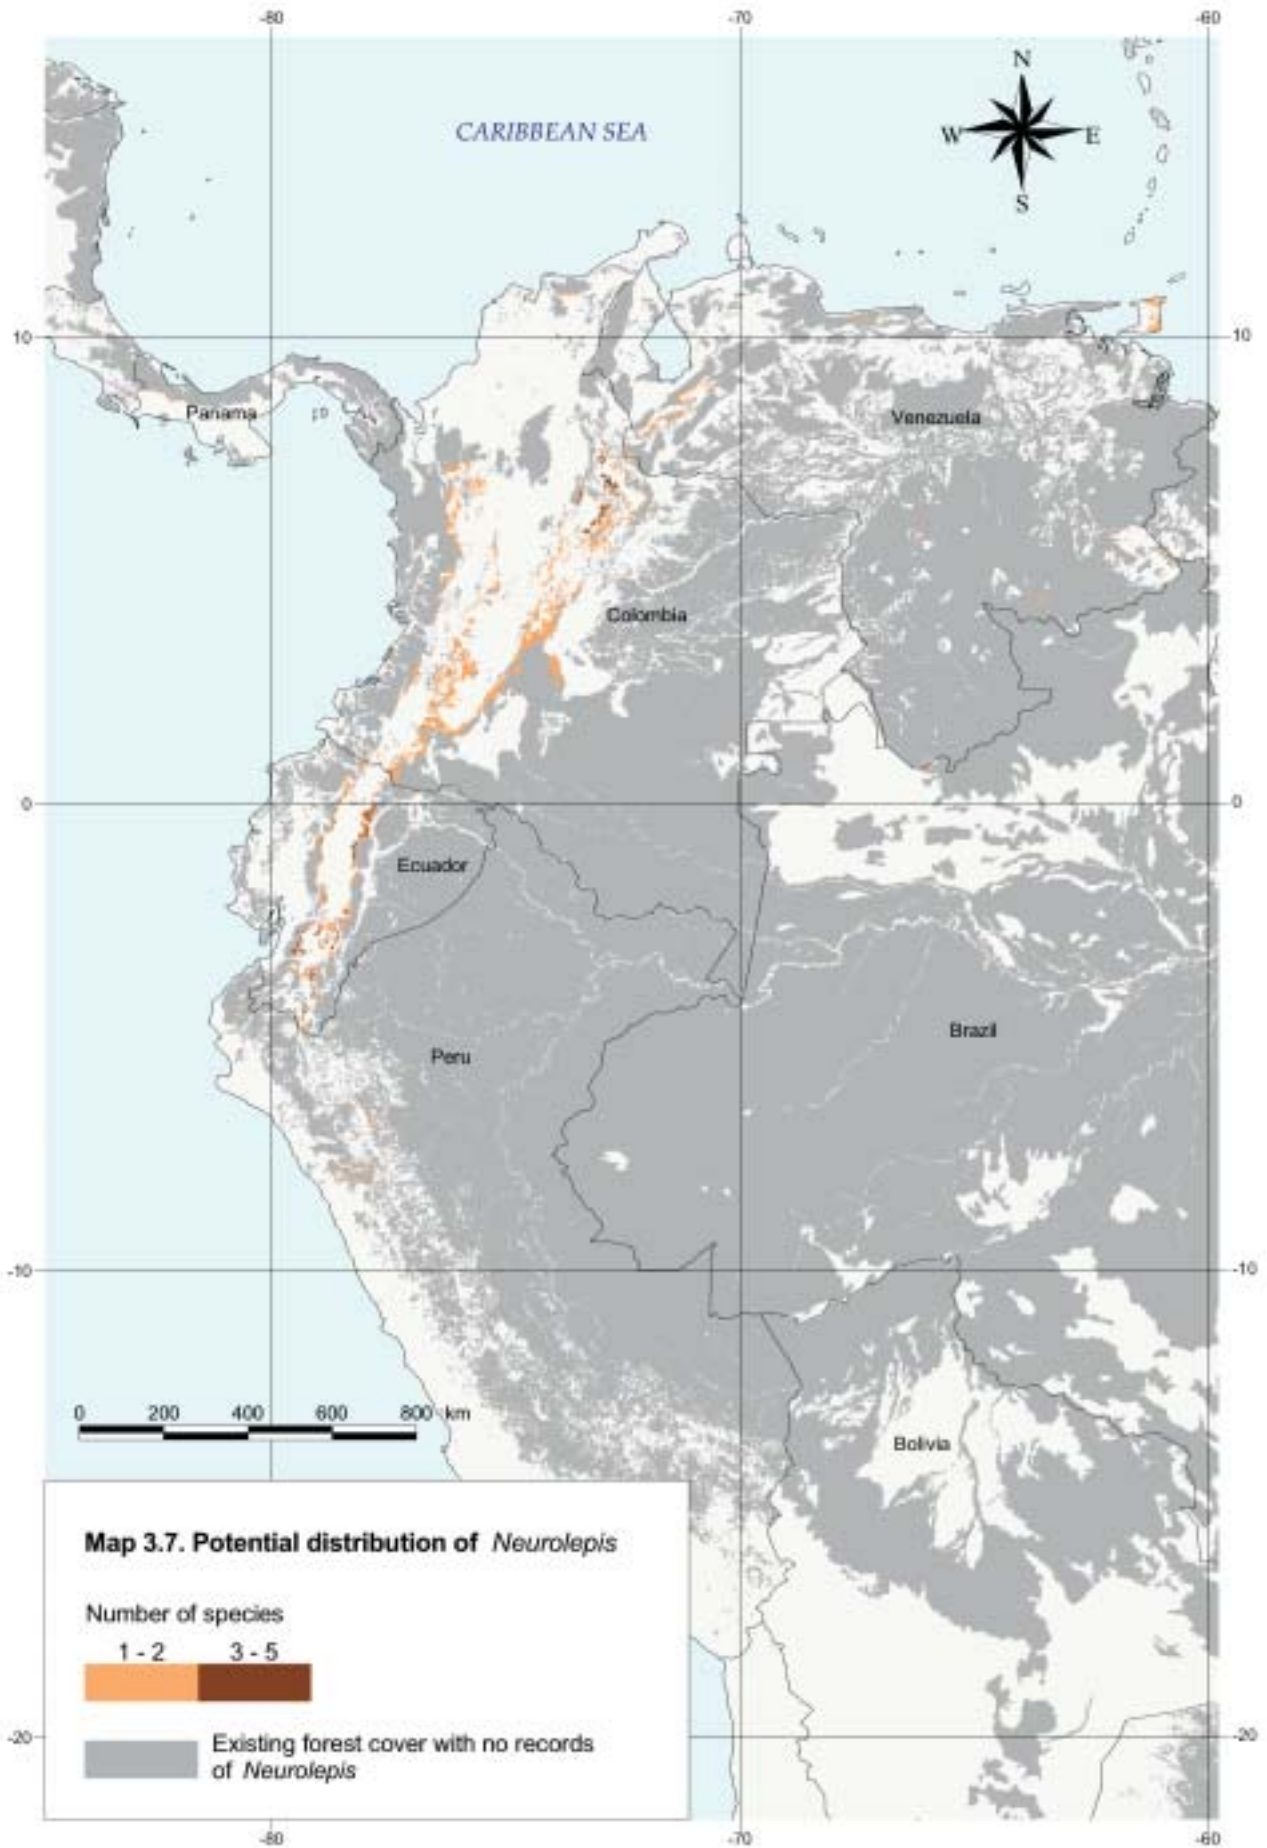 -80 -70 -60
N
CARIBBEAN SEA
W E
S
10 10
Panama
Venezuela
Colombia
0 0
Ecuador
Brazil
Peru
-10 -10
0 200 400 600 800 km
Bolivia
Map 3.7. Potential distribution of Neurolepis
Number of species
1 - 2 3 - 5
Existing forest cover with no records
of Neurolepis
-20 -20
-80 -70 -60